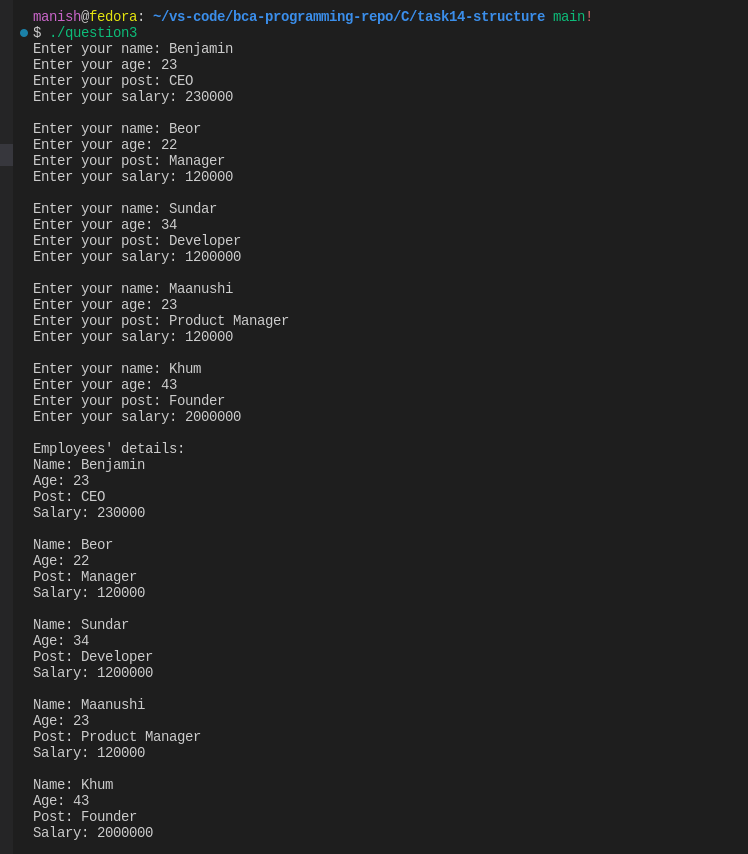 manish@fedora: ~/vs-code/bca-programming-repo/C/task14-structure main!
$ ./question3
Enter your name: Benjamin
Enter your age: 23
Enter your post: CEO
Enter your salary: 230000

Enter your name: Beor
Enter your age: 22
Enter your post: Manager
Enter your salary: 120000

Enter your name: Sundar
Enter your age: 34
Enter your post: Developer
Enter your salary: 1200000

Enter your name: Maanushi
Enter your age: 23
Enter your post: Product Manager
Enter your salary: 120000

Enter your name: Khum
Enter your age: 43
Enter your post: Founder
Enter your salary: 2000000

Employees' details:
Name: Benjamin
Age: 23
Post: CEO
Salary: 230000

Name: Beor
Age: 22
Post: Manager
Salary: 120000

Name: Sundar
Age: 34
Post: Developer
Salary: 1200000

Name: Maanushi
Age: 23
Post: Product Manager
Salary: 120000

Name: Khum
Age: 43
Post: Founder
Salary: 2000000